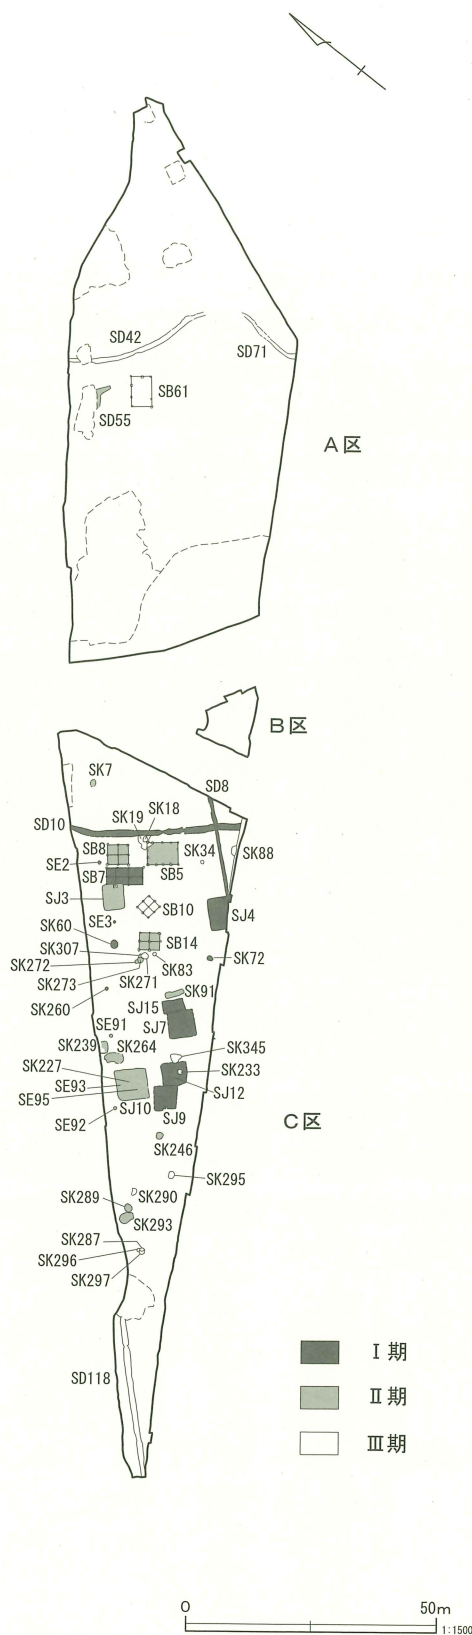 SD42
SD71
SB61
SD55
A区
B区
SK7
SD8
SK18
SK19
SD10
SB8
SK34
SK88
SE2
SB5
SB7
SJ3
SB10
SJ4
SE3
SK60
SB14
SK307
SK72
SK272
SK83
SK271
SK273
SK91
SK260
SJ15
SE91
SJ7
SK239
SK264
SK345
SK227
SK233
SE93
SJ12
SE95
SJ10
SJ9
SE92
C区
SK246
SK295
SK290
SK289
SK293
SK287
SK296
SK297
Ⅰ期
SD118
Ⅱ期
Ⅲ期
0 50m
1:1500